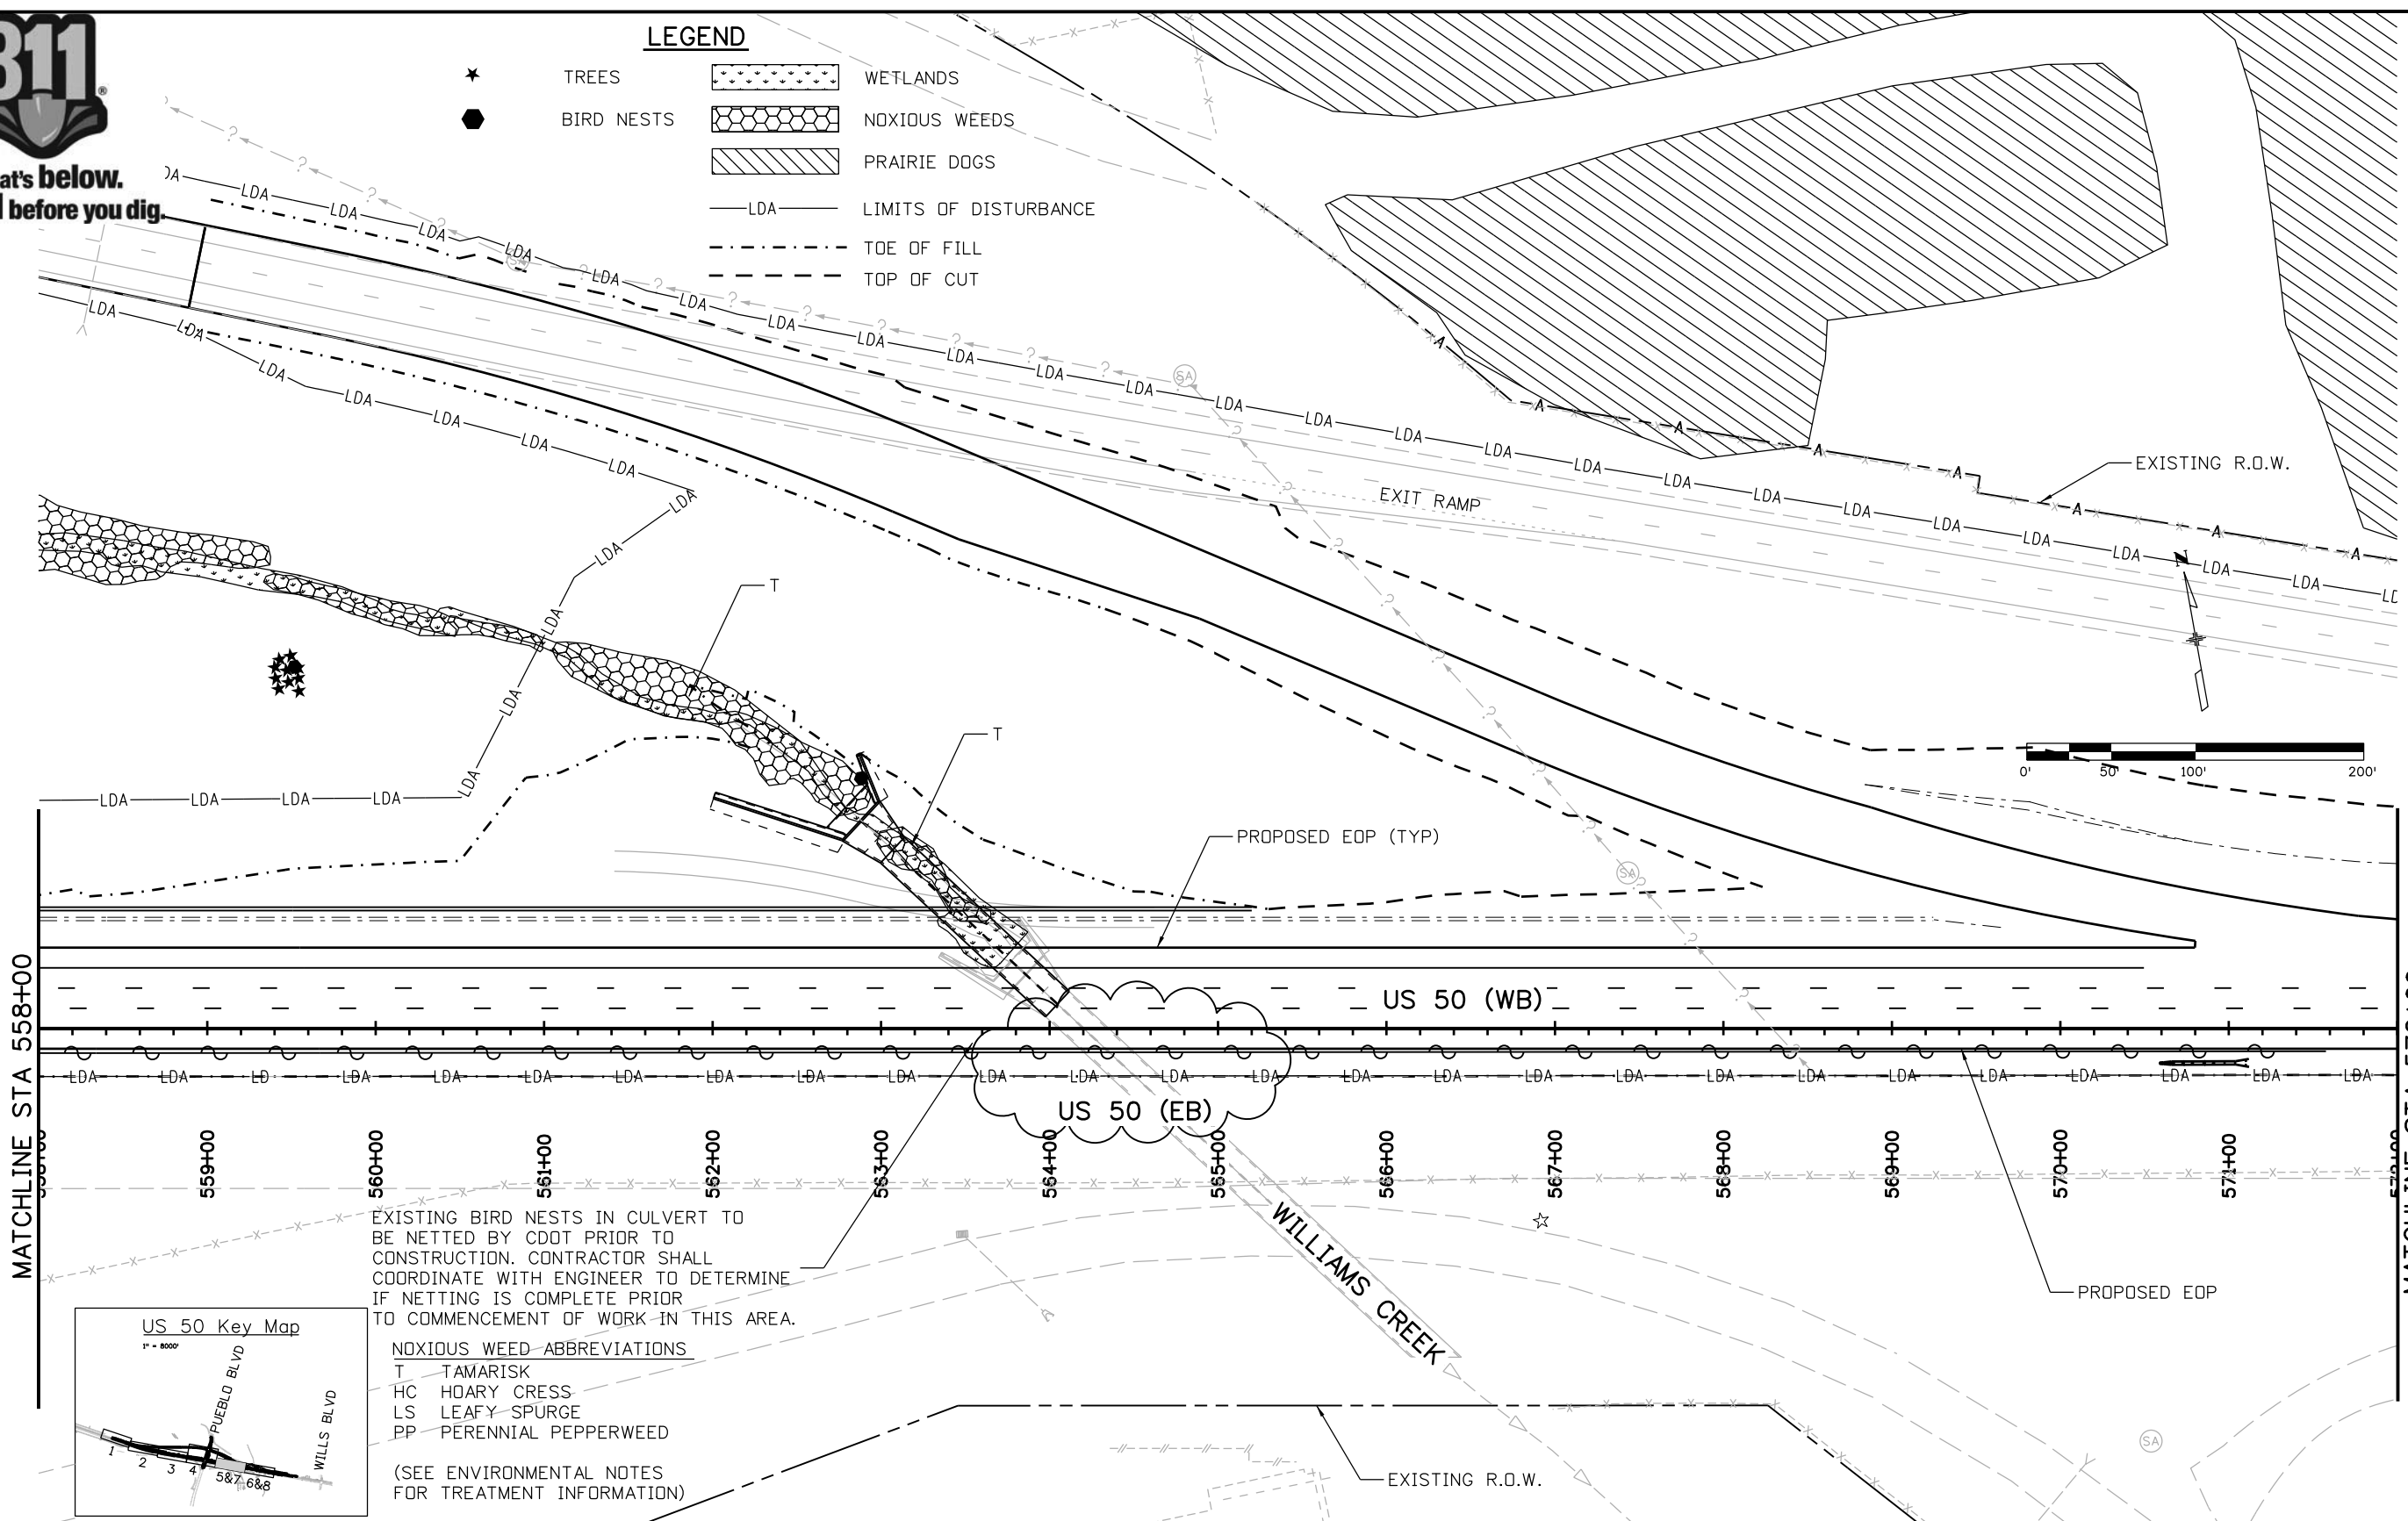 811
®
at's below.
before you dig.
LEGEND
TREES
BIRD NESTS
WETLANDS
NOXIOUS WEEDS
PRAIRIE DOGS
LDA LIMITS OF DISTURBANCE
TOE OF FILL
TOP OF CUT
EXIT RAMP
EXISTING R.O.W.
N
0' 50' 100' 200'
T
T
PROPOSED EOP (TYP)
US 50 (WB)
US 50 (EB)
MATCHLINE STA 558+00
559+00
560+00
561+00
562+00
563+00
564+00
565+00
566+00
567+00
568+00
569+00
570+00
571+00
WILLIAMS CREEK
PROPOSED EOP
EXISTING R.O.W.
EXISTING BIRD NESTS IN CULVERT TO
BE NETTED BY CDOT PRIOR TO
CONSTRUCTION. CONTRACTOR SHALL
COORDINATE WITH ENGINEER TO DETERMINE
IF NETTING IS COMPLETE PRIOR
TO COMMENCEMENT OF WORK IN THIS AREA.
NOXIOUS WEED ABBREVIATIONS
T TAMARISK
HC HOARY CRESS
LS LEAFY SPURGE
PP PERENNIAL PEPPERWEED
(SEE ENVIRONMENTAL NOTES
FOR TREATMENT INFORMATION)
US 50 Key Map
1" = 8000'
PUEBLO BLVD
WILLS BLVD
1
2
3
4
5&7
6&8
SA
SA
SA
SA